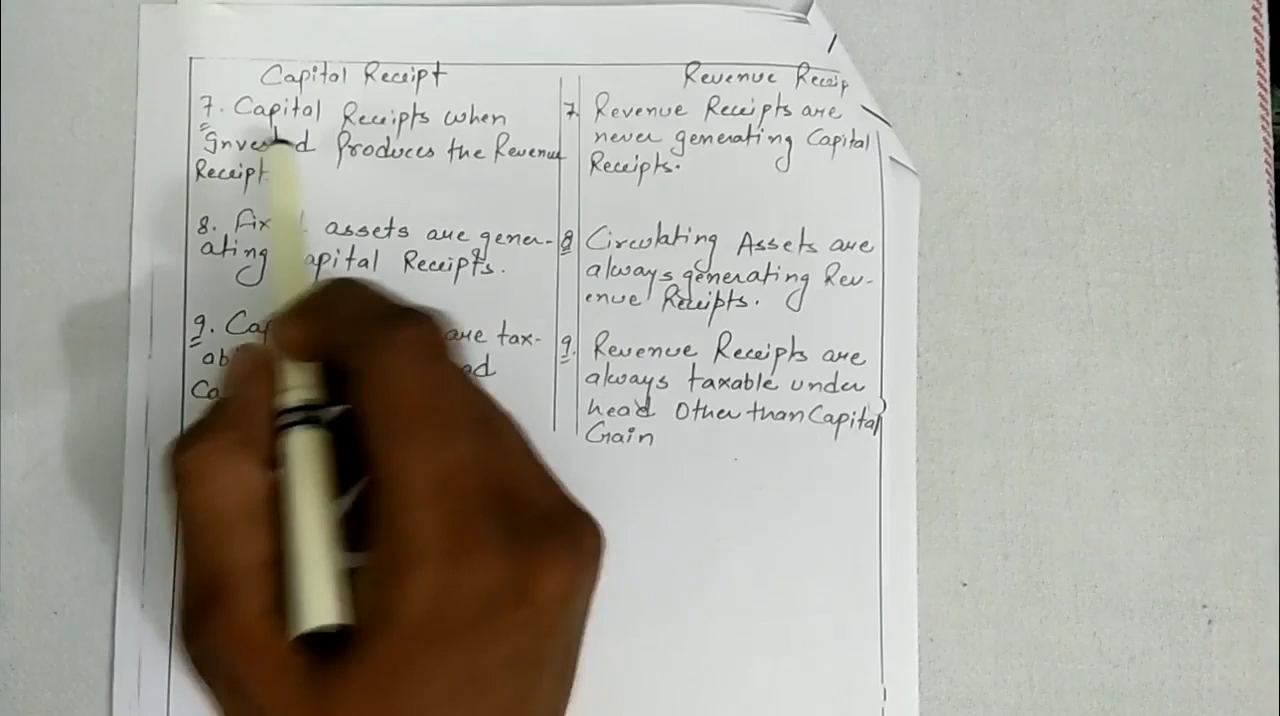 Capital Receipt
7. Capital Receipts when
Invested Produces the Revenue
Receipt
8. assets are gener-
ating Receipts.
9. are tax-
Revenue
7. Revenue Receipts are
never generating Capital
Receipts.
8 Circulating Assets are
always generating Rev-
enue Receipts.
9. Revenue Receipts are
always taxable under
head Other than Capital
Gain